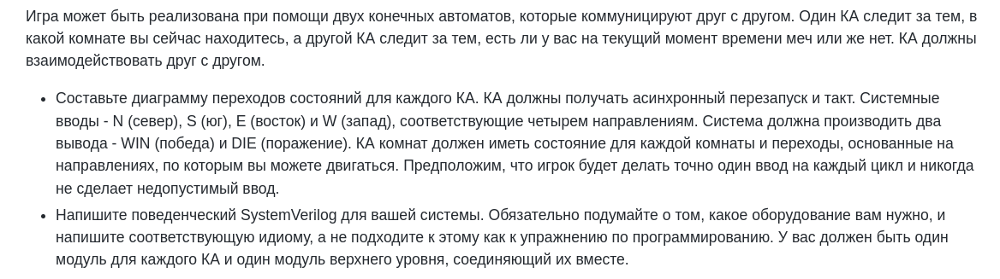 Игра может быть реализована при помощи двух конечных автоматов, которые коммуницируют друг с другом. Один КА следит за тем, в
какой комнате вы сейчас находитесь, а другой КА следит за тем, есть ли у вас на текущий момент времени меч или же нет. КА должны
взаимодействовать друг с другом.
• Составьте диаграмму переходов состояний для каждого КА. КА должны получать асинхронный перезапуск и такт. Системные
вводы - N (север), S (юг), E (восток) и W (запад), соответствующие четырем направлениям. Система должна производить два
вывода - WIN (победа) и DIE (поражение). КА комнат должен иметь состояние для каждой комнаты и переходы, основанные на
направлениях, по которым вы можете двигаться. Предположим, что игрок будет делать точно один ввод на каждый цикл и никогда
не сделает недопустимый ввод.
• Напишите поведенческий SystemVerilog для вашей системы. Обязательно подумайте о том, какое оборудование вам нужно, и
напишите соответствующую идиому, а не подходите к этому как к упражнению по программированию. У вас должен быть один
модуль для каждого КА и один модуль верхнего уровня, соединяющий их вместе.